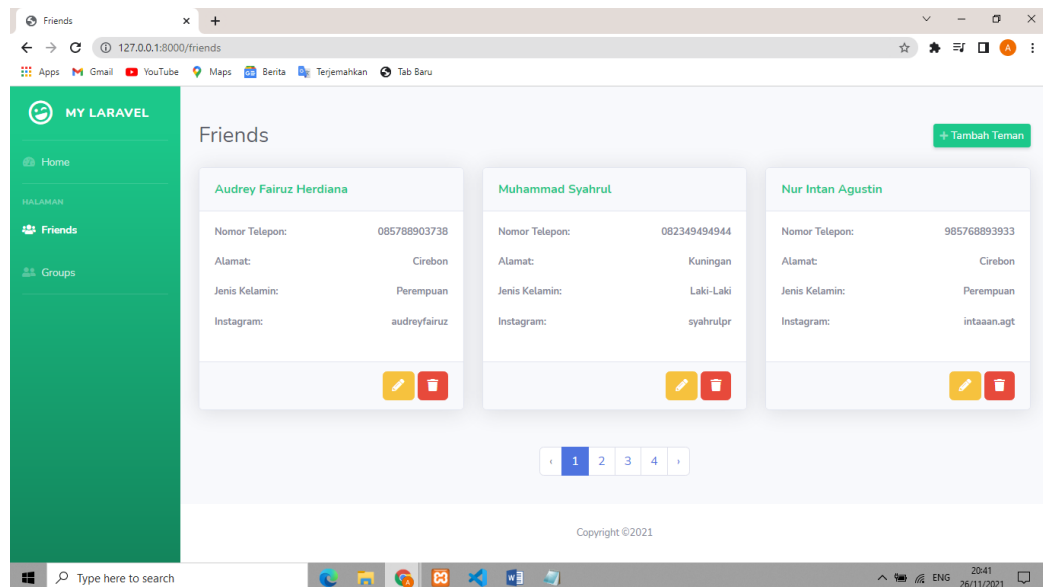 Friends
127.0.0.1:8000/friends
A
Apps Gmail YouTube Maps GB Berita Terjemahkan Tab Baru
MY LARAVEL
Home
HALAMAN
Friends
Groups
Friends
+ Tambah Teman
Audrey Fairuz Herdiana
Nomor Telepon: 085788903738
Alamat: Cirebon
Jenis Kelamin: Perempuan
Instagram: audreyfairuz
Muhammad Syahrul
Nomor Telepon: 082349494944
Alamat: Kuningan
Jenis Kelamin: Laki-Laki
Instagram: syahrulpr
Nur Intan Agustin
Nomor Telepon: 985768893933
Alamat: Cirebon
Jenis Kelamin: Perempuan
Instagram: intaaan.agt
‹ 1 2 3 4 ›
Copyright ©2021
Type here to search
ENG
20:41
26/11/2021